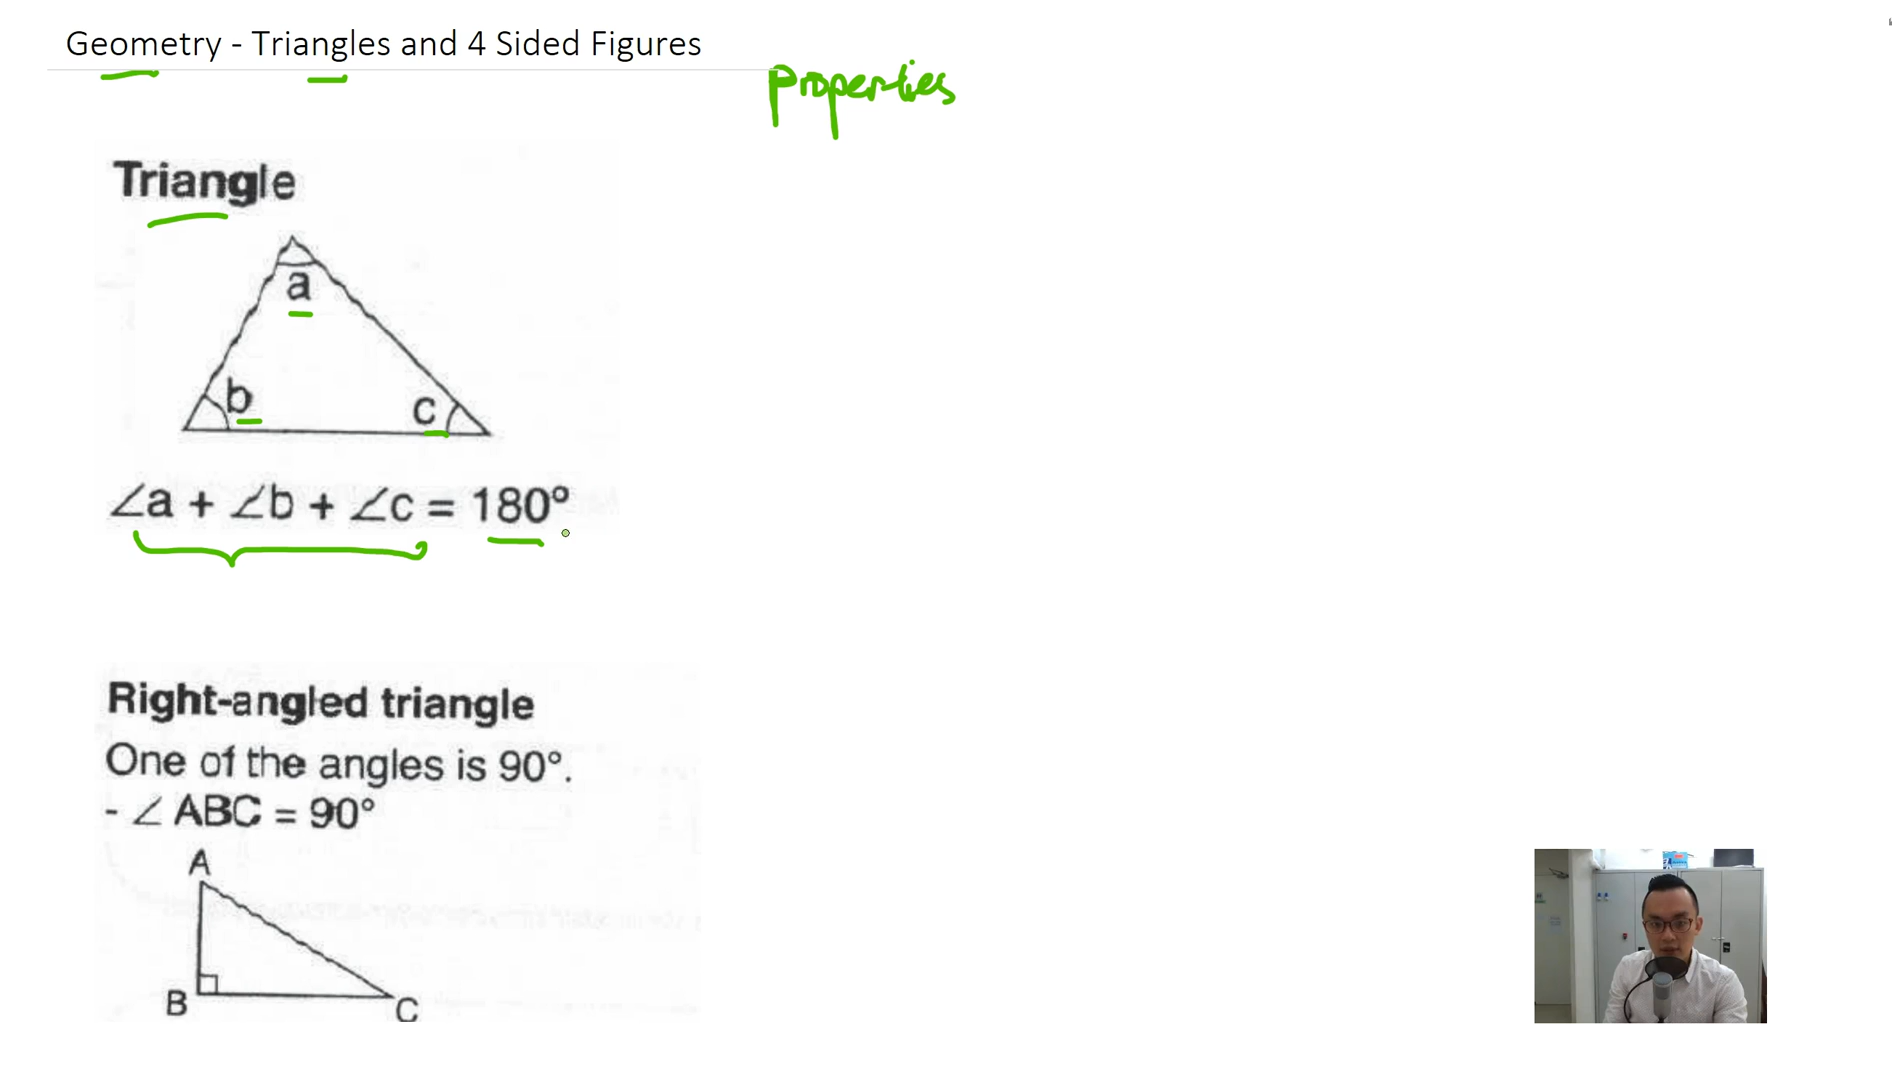 Geometry - Triangles and 4 Sided Figures
Properties
Triangle
a
b
c
∠a + ∠b + ∠c = 180°
Right-angled triangle
One of the angles is 90°.
- ∠ ABC = 90°
A
B
C